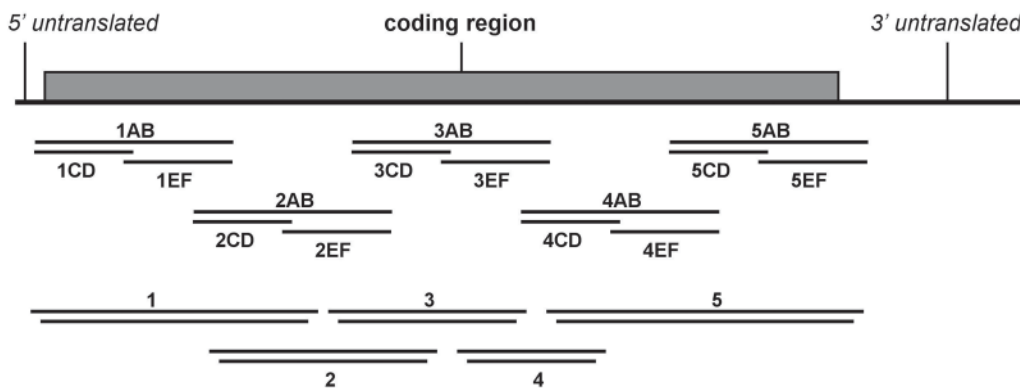 5’ untranslated coding region 3’ untranslated
1AB 3AB 5AB
1CD 3CD 5CD
1EF 3EF 5EF
2AB 4AB
2CD 4CD
2EF 4EF
1 3 5
2 4